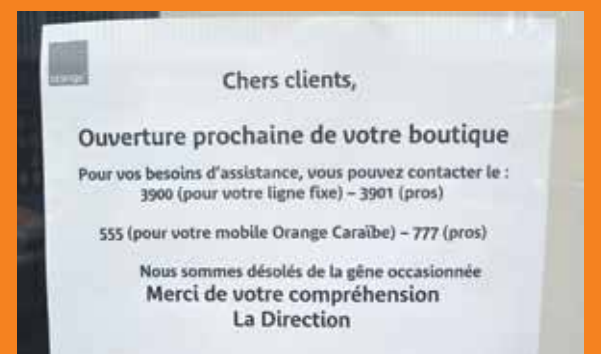 orange
Chers clients,
Ouverture prochaine de votre boutique
Pour vos besoins d'assistance, vous pouvez contacter le :
3900 (pour votre ligne fixe) – 3901 (pros)
555 (pour votre mobile Orange Caraïbe) – 777 (pros)
Nous sommes désolés de la gêne occasionnée
Merci de votre compréhension
La Direction